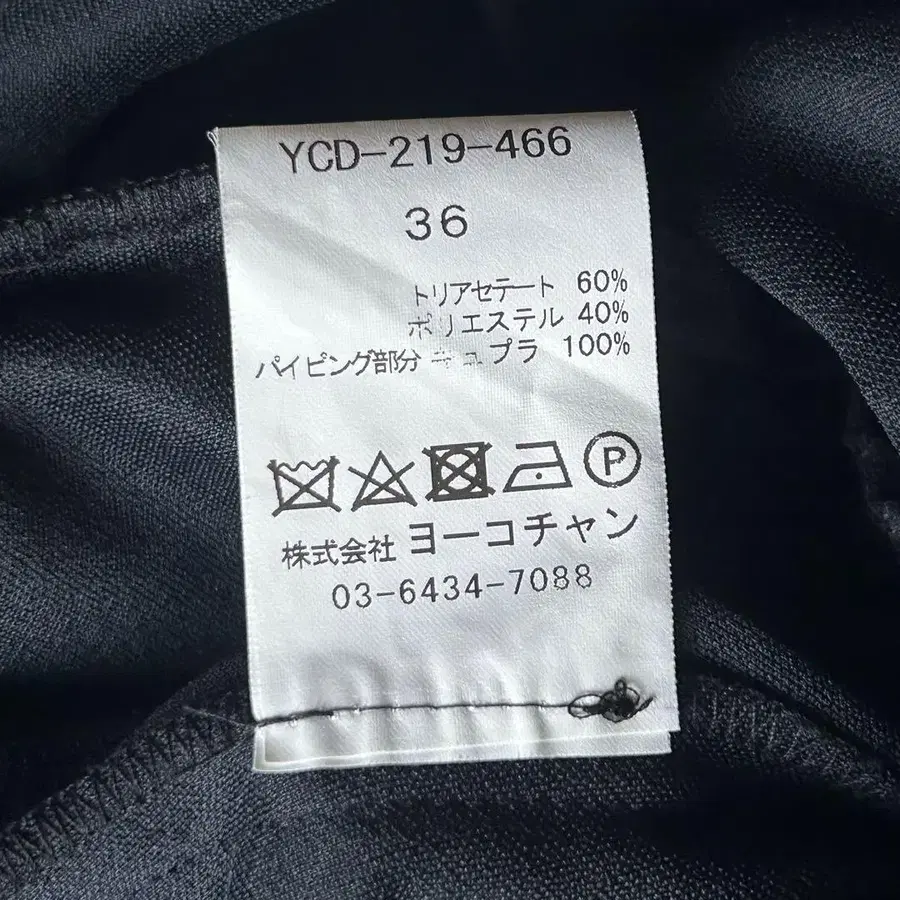 YCD-219-466
36
トリアセテート 60%
ポリエステル 40%
パイピング部分 キュプラ 100%
P
株式会社 ヨーコチャン
03-6434-7088